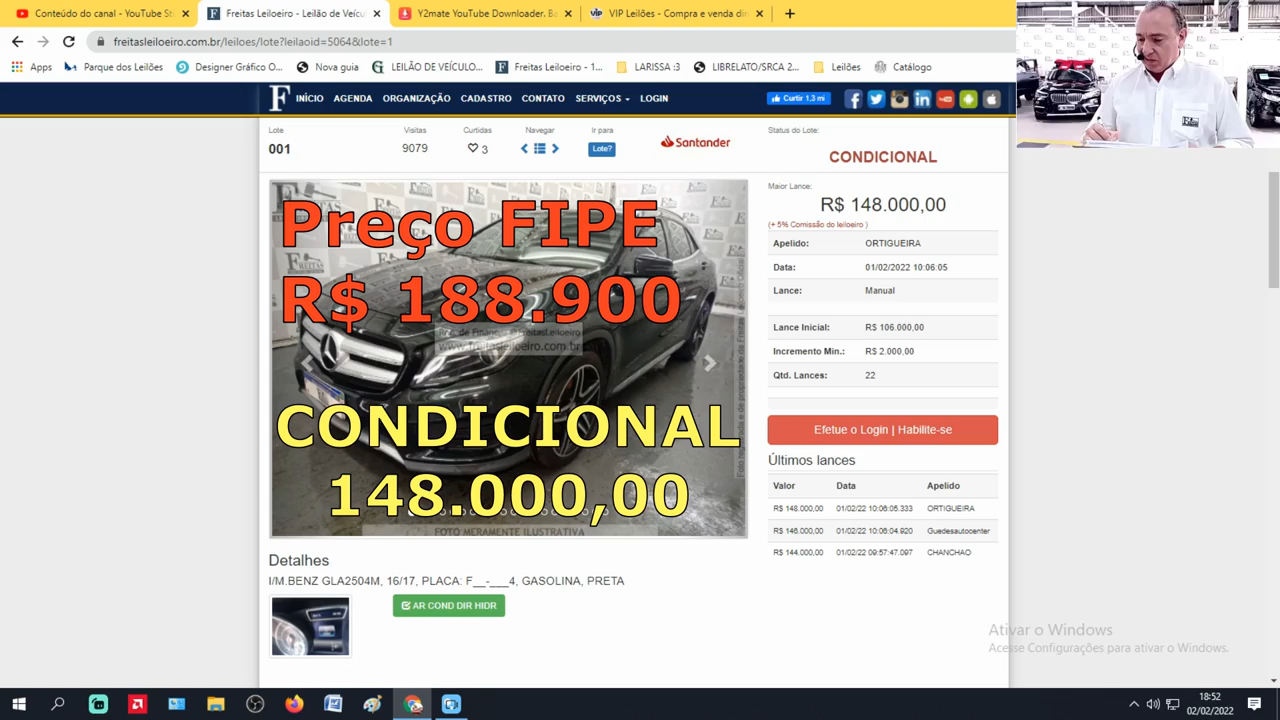 Conteúdo do canal - YouTube St
Freitas Leiloeiro - Leilão de Veícu
Y2mate YouTube Downloader. Ba
VIP Leilões - Compra e venda dir
freitasleiloeiro.com.br/leiloes/lote?leilaoId=5064
Apps
Parque dos Leilões
Designer Gráfico O...
Nova
LEILÃO DE VEÍCULO...
Freitas Leiloeiro - 1...
LARISSA :3
LIBRELATO/SRCA 2...
Leilões
Catálogo
F
INÍCIO
ORGANIZAÇÃO
CADASTRO
CONTATO
SERVIÇOS
LOGIN
Curtir 1,3 mi
Lote
Visitas
Curtidas
Navegar
Ir para
001
9079
3
Lote?
Santander
Status do Lote:
CONDICIONAL
Maior Lance:
R$ 148.000,00
(+ 5% Comissão do leiloeiro )
Apelido: ORTIGUEIRA
Data: 01/02/2022 10:06:05
Lance: Manual
Lance Inicial: R$ 106.000,00
Incremento Min.: R$ 2.000,00
Qtd. Lances: 22
Efetue o Login | Habilite-se
Últimos lances
Valor Data Apelido
R$ 148.000,00 01/02/22 10:06:05.333 ORTIGUEIRA
R$ 146.000,00 01/02/22 10:06:04.920 Guedesautocenter
R$ 144.000,00 01/02/22 09:57:47.097 CHANCHAO
Preço FIPE
R$ 188.900
www.freitasleiloeiro.com.br
CONDICIONAL
148.000,00
FOTO MERAMENTE ILUSTRATIVA
Detalhes
I/M.BENZ GLA2504M, 16/17, PLACA: F__-___4, GASOLINA, PRETA
AR COND DIR HIDR
Ativar o Windows
Acesse Configurações para ativar o Windows.
18:52
02/02/2022